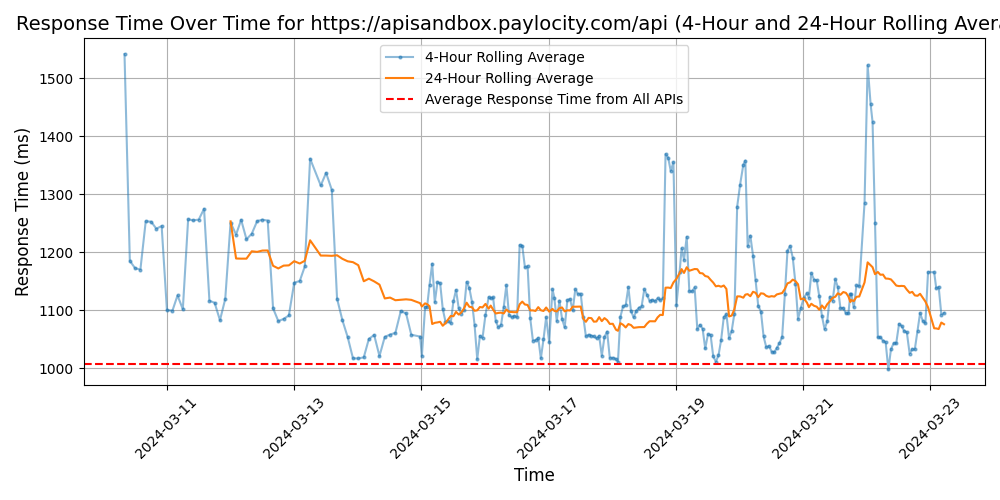 Response Time Over Time for https://apisandbox.paylocity.com/api (4-Hour and 24-Hour Rolling Avera
4-Hour Rolling Average
24-Hour Rolling Average
Average Response Time from All APIs
Response Time (ms)
1500
1400
1300
1200
1100
1000
2024-03-11
2024-03-13
2024-03-15
2024-03-17
2024-03-19
2024-03-21
2024-03-23
Time